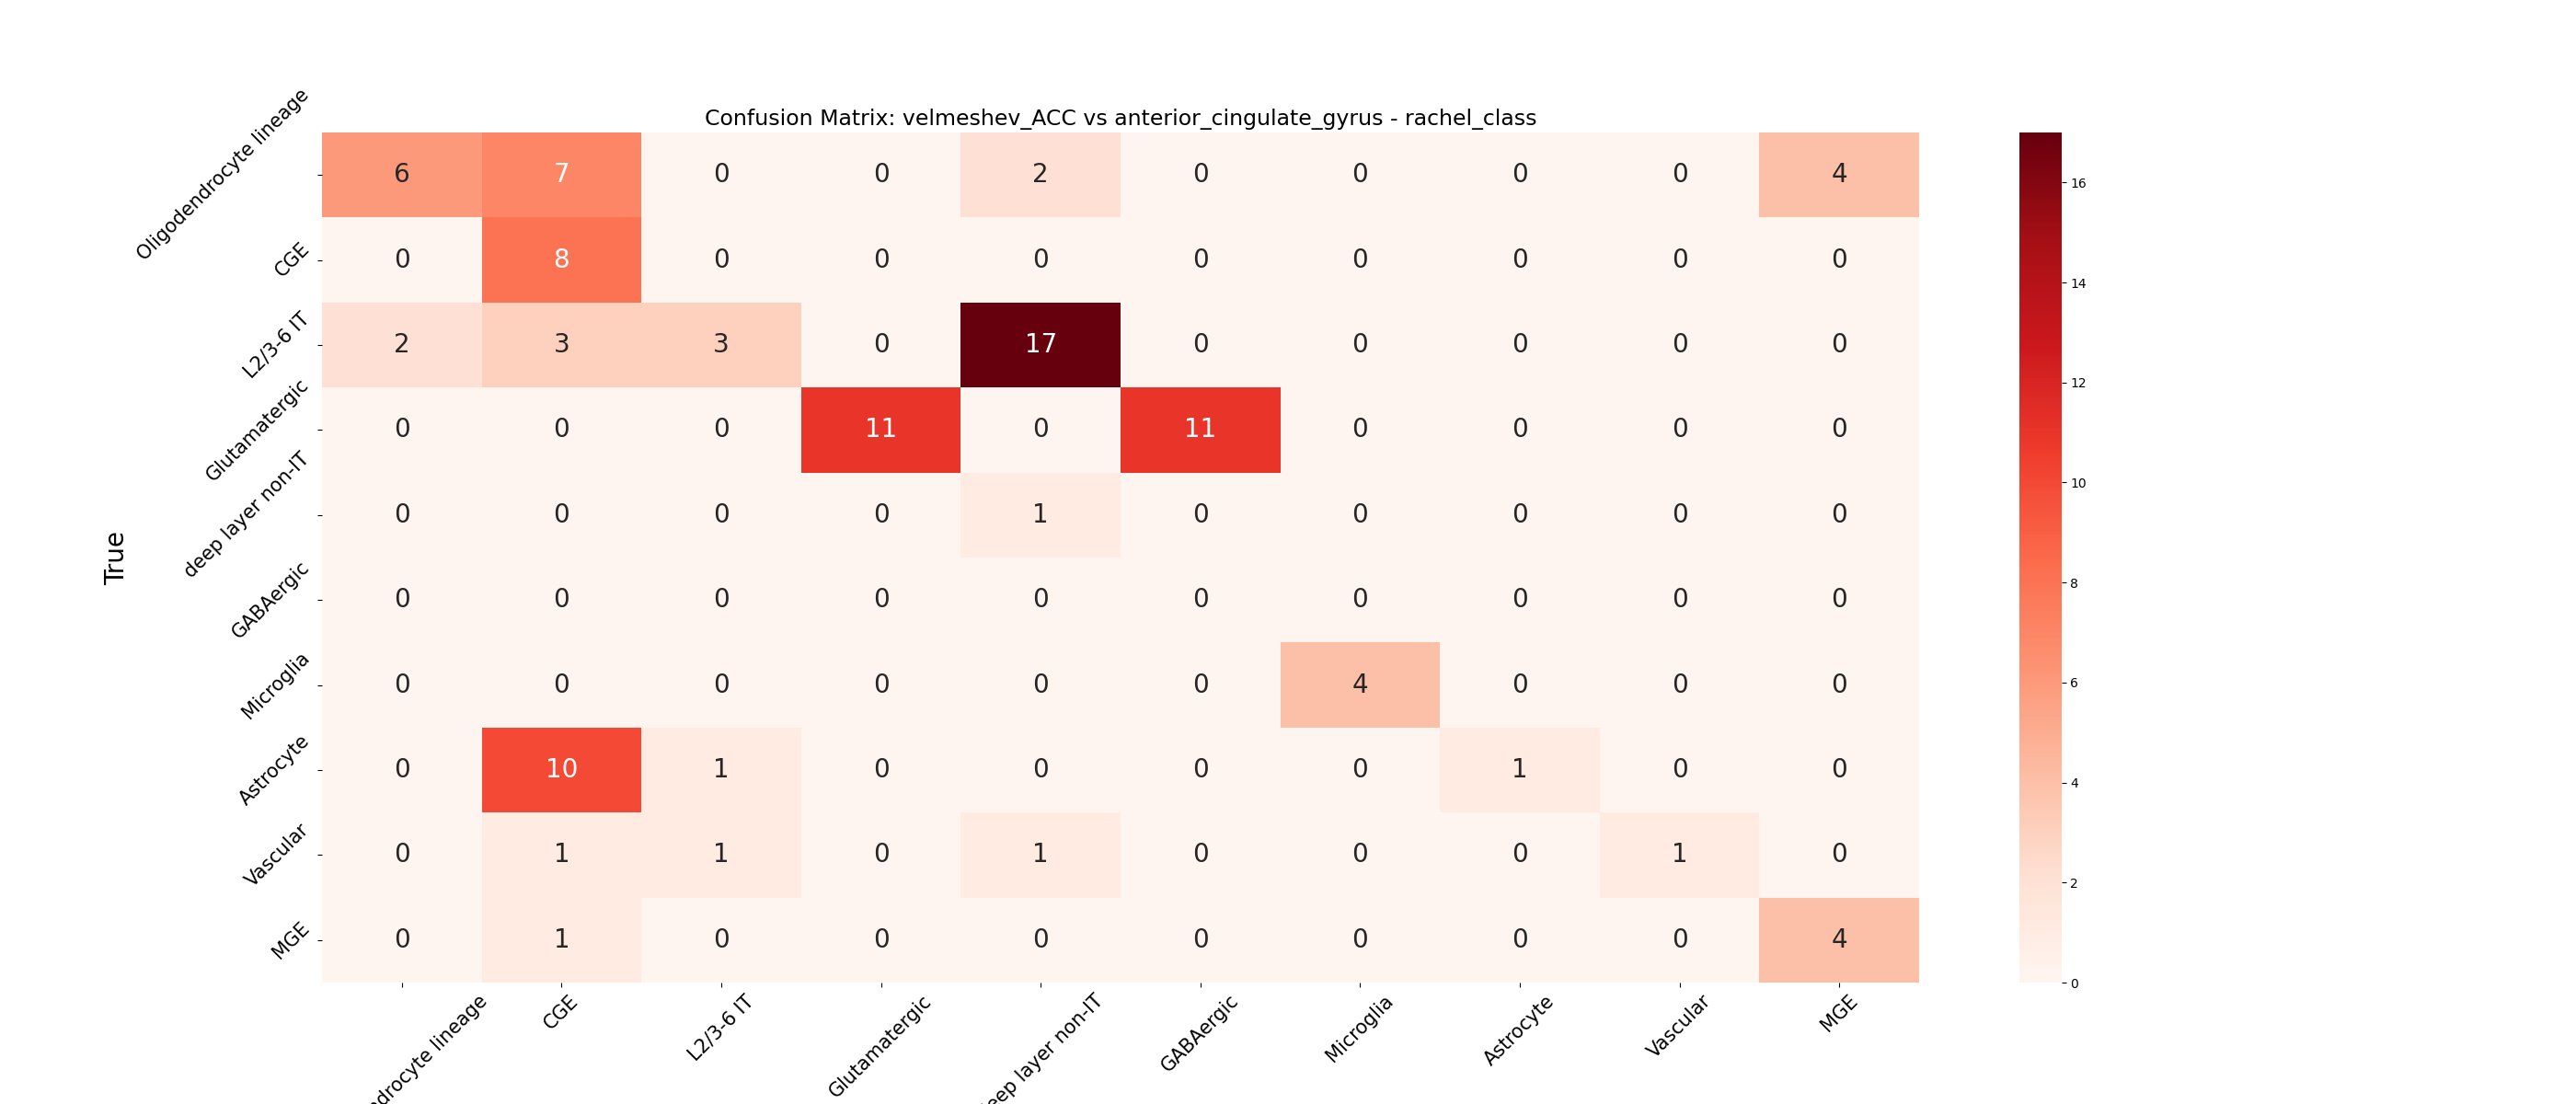 Confusion Matrix: velmeshev_ACC vs anterior_cingulate_gyrus - rachel_class
True
Oligodendrocyte lineage 6 7 0 0 2 0 0 0 0 4
CGE 0 8 0 0 0 0 0 0 0 0
L2/3-6 IT 2 3 3 0 17 0 0 0 0 0
Glutamatergic 0 0 0 11 0 11 0 0 0 0
deep layer non-IT 0 0 0 0 1 0 0 0 0 0
GABAergic 0 0 0 0 0 0 0 0 0 0
Microglia 0 0 0 0 0 0 4 0 0 0
Astrocyte 0 10 1 0 0 0 0 1 0 0
Vascular 0 1 1 0 1 0 0 0 1 0
MGE 0 1 0 0 0 0 0 0 0 4
lineage CGE L2/3-6 IT Glutamatergic layer non-IT GABAergic Microglia Astrocyte Vascular MGE
16
14
12
10
8
6
4
2
0